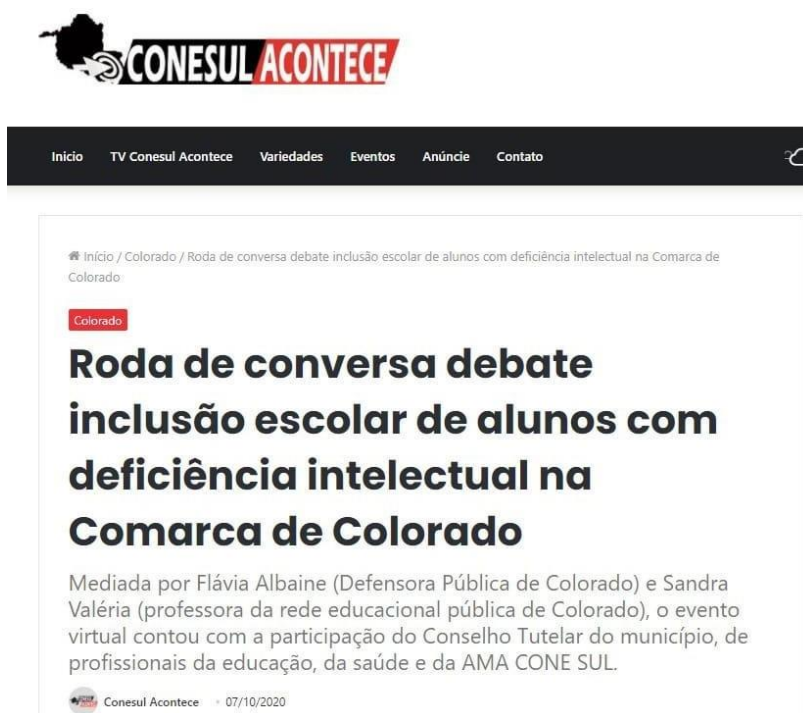 CONESUL ACONTECE
Inicio TV Conesul Acontece Variedades Eventos Anúncie Contato
Início / Colorado / Roda de conversa debate inclusão escolar de alunos com deficiência intelectual na Comarca de
Colorado
Colorado
Roda de conversa debate
inclusão escolar de alunos com
deficiência intelectual na
Comarca de Colorado
Mediada por Flávia Albaine (Defensora Pública de Colorado) e Sandra
Valéria (professora da rede educacional pública de Colorado), o evento
virtual contou com a participação do Conselho Tutelar do município, de
profissionais da educação, da saúde e da AMA CONE SUL.
Conesul Acontece 07/10/2020